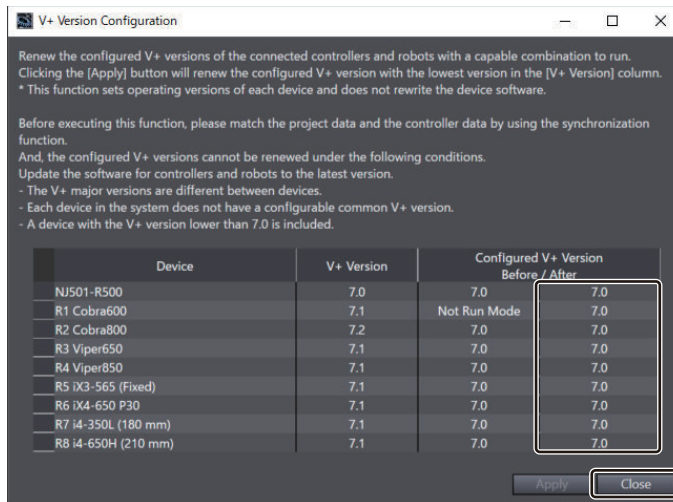 V+ Version Configuration
Renew the configured V+ versions of the connected controllers and robots with a capable combination to run.
Clicking the [Apply] button will renew the configured V+ version with the lowest version in the [V+ Version] column.
* This function sets operating versions of each device and does not rewrite the device software.
Before executing this function, please match the project data and the controller data by using the synchronization
function.
And, the configured V+ versions cannot be renewed under the following conditions.
Update the software for controllers and robots to the latest version.
- The V+ major versions are different between devices.
- Each device in the system does not have a configurable common V+ version.
- A device with the V+ version lower than 7.0 is included.
Device V+ Version Configured V+ Version
Before / After
NJ501-R500 7.0 7.0 7.0
R1 Cobra600 7.1 Not Run Mode 7.0
R2 Cobra800 7.2 7.0 7.0
R3 Viper650 7.1 7.0 7.0
R4 Viper850 7.1 7.0 7.0
R5 iX3-565 (Fixed) 7.1 7.0 7.0
R6 iX4-650 P30 7.1 7.0 7.0
R7 i4-350L (180 mm) 7.1 7.0 7.0
R8 i4-650H (210 mm) 7.1 7.0 7.0
Apply Close